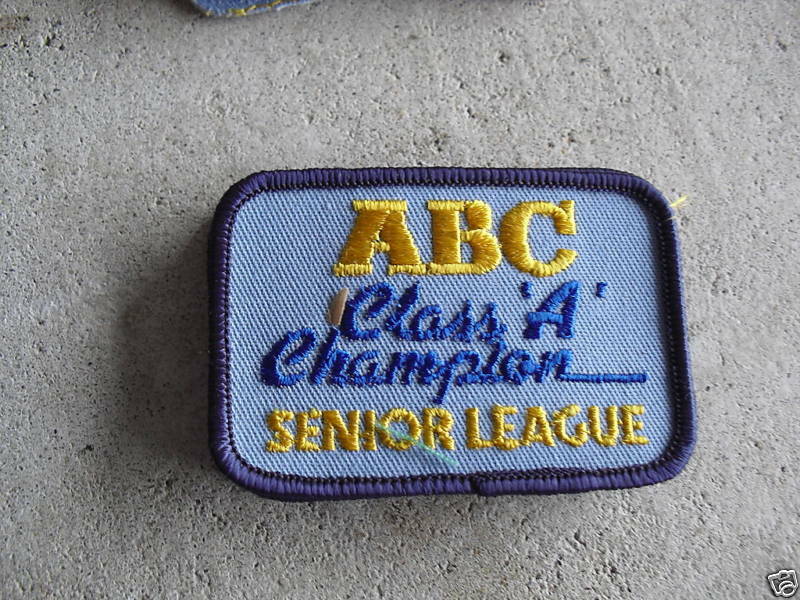 ABC
Class 'A'
Champion
SENIOR LEAGUE